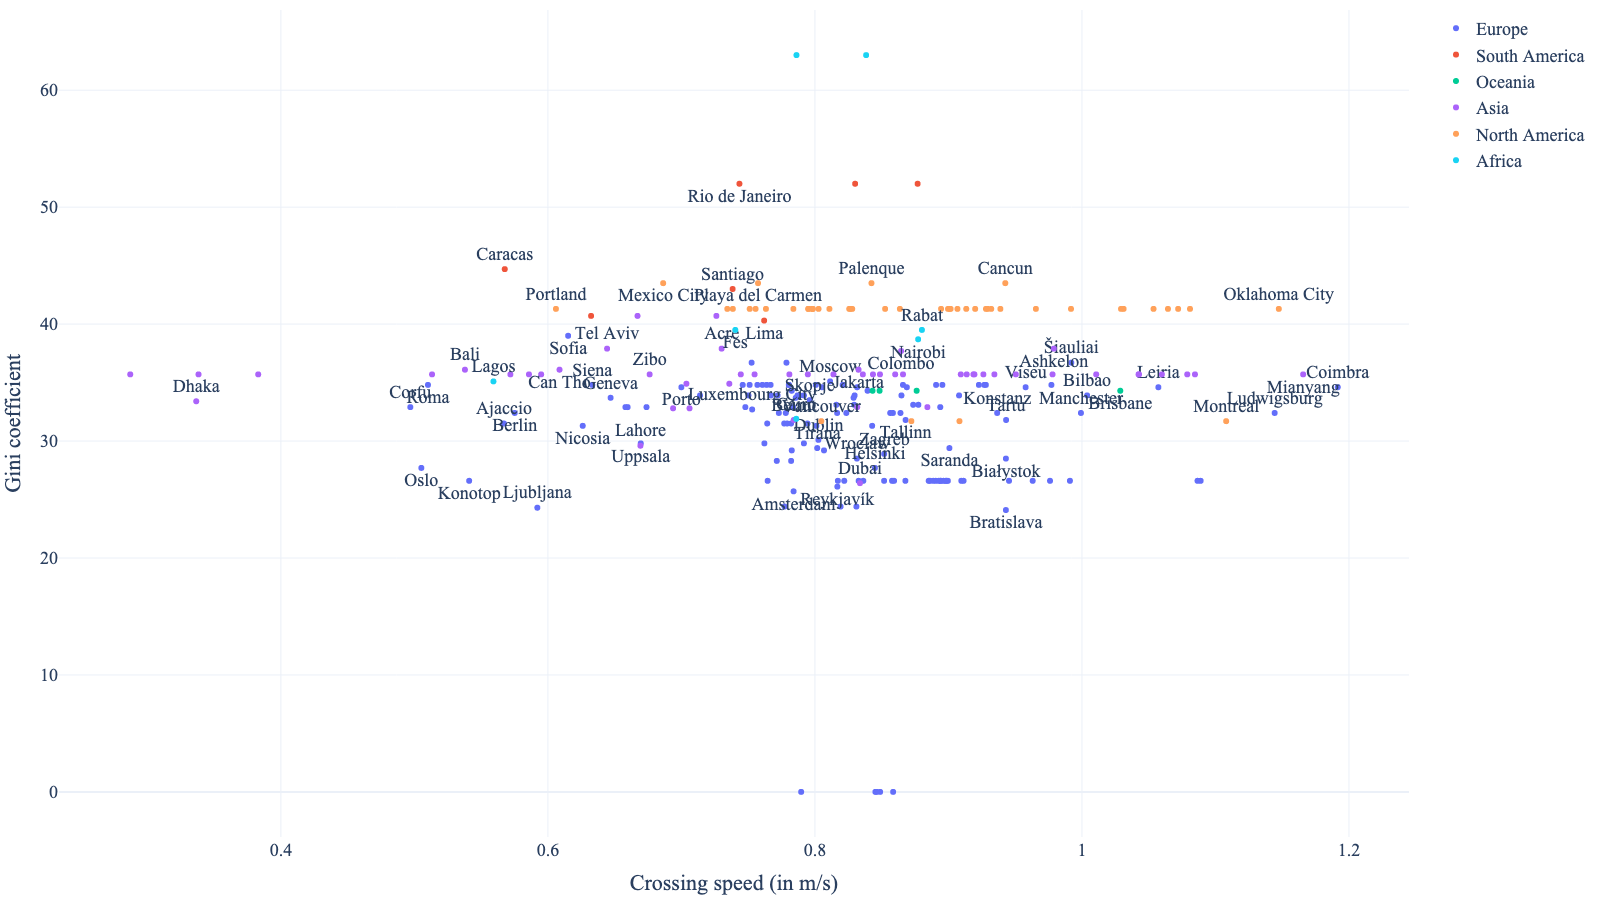 Europe
South America
Oceania
Asia
North America
Africa
60
50
40
30
20
10
0
Gini coefficient
Rio de Janeiro
Caracas
Santiago
Palenque
Cancun
Portland
Mexico City
Playa del Carmen
Oklahoma City
Rabat
Tel Aviv
Acre
Lima
Fes
Sofia
Šiauliai
Nairobi
Bali
Lagos
Zibo
Ashkelon
Moscow
Colombo
Siena
Viseu
Leiria
Coimbra
Dhaka
Can Tho
Geneva
Skopje
Jakarta
Bilbao
Mianyang
Corfu
Roma
Luxembourg City
Porto
Konstanz
Manchester
Ludwigsburg
Ajaccio
Vancouver
Tartu
Brisbane
Montreal
Berlin
Dublin
Tirana
Tallinn
Nicosia
Lahore
Wrocław
Zagreb
Uppsala
Helsinki
Saranda
Dubai
Białystok
Oslo
Konotop
Ljubljana
Reykjavík
Amsterdam
Bratislava
0.4
0.6
0.8
1
1.2
Crossing speed (in m/s)